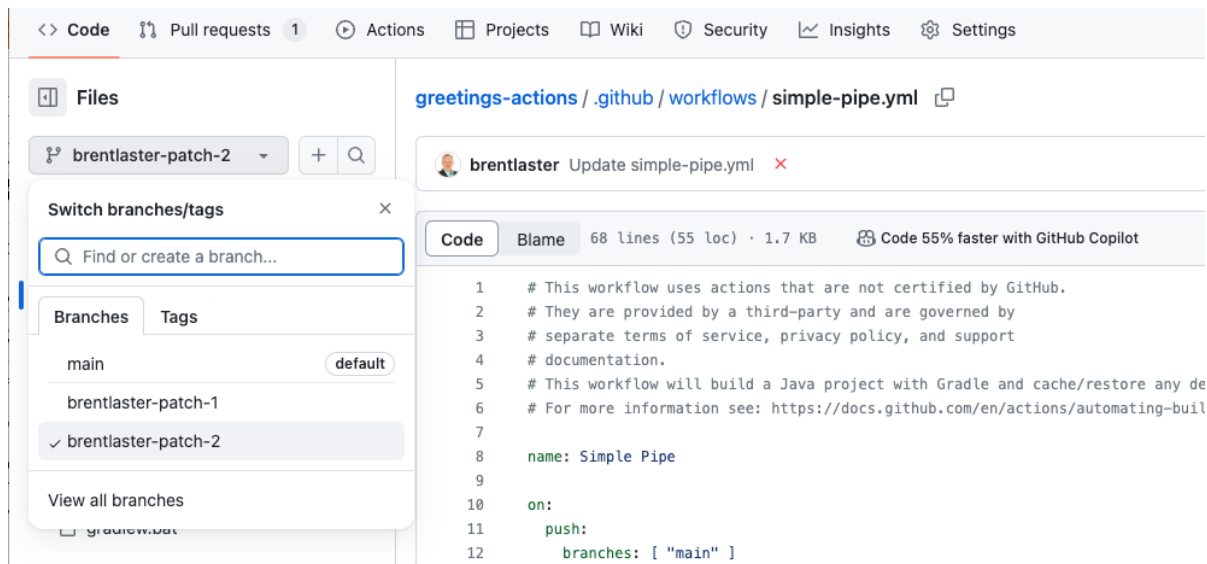 Code Pull requests 1 Actions Projects Wiki Security Insights Settings
Files
brentlaster-patch-2
Switch branches/tags
Find or create a branch...
Branches Tags
main default
brentlaster-patch-1
brentlaster-patch-2
View all branches
gradlew.bat
greetings-actions / .github / workflows / simple-pipe.yml
brentlaster Update simple-pipe.yml
Code Blame 68 lines (55 loc) · 1.7 KB Code 55% faster with GitHub Copilot
1 # This workflow uses actions that are not certified by GitHub.
2 # They are provided by a third-party and are governed by
3 # separate terms of service, privacy policy, and support
4 # documentation.
5 # This workflow will build a Java project with Gradle and cache/restore any de
6 # For more information see: https://docs.github.com/en/actions/automating-buil
7
8 name: Simple Pipe
9
10 on:
11 push:
12 branches: [ "main" ]